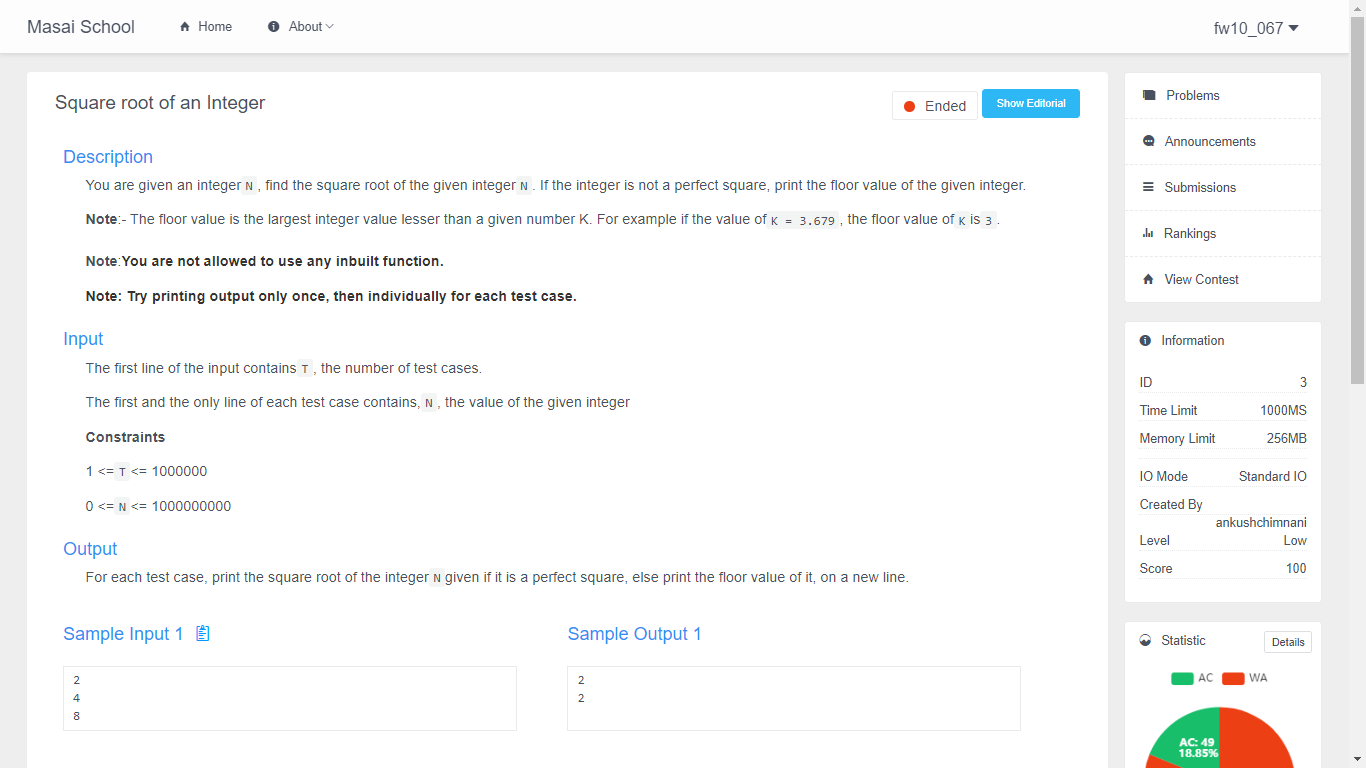 Masai School
Home
About
fw10_067
Square root of an Integer
Ended
Show Editorial
Description
You are given an integer N , find the square root of the given integer N . If the integer is not a perfect square, print the floor value of the given integer.
Note:- The floor value is the largest integer value lesser than a given number K. For example if the value of K = 3.679 , the floor value of K is 3 .
Note:You are not allowed to use any inbuilt function.
Note: Try printing output only once, then individually for each test case.
Input
The first line of the input contains T , the number of test cases.
The first and the only line of each test case contains, N , the value of the given integer
Constraints
1 <= T <= 1000000
0 <= N <= 1000000000
Output
For each test case, print the square root of the integer N given if it is a perfect square, else print the floor value of it, on a new line.
Sample Input 1
2
4
8
Sample Output 1
2
2
Problems
Announcements
Submissions
Rankings
View Contest
Information
ID 3
Time Limit 1000MS
Memory Limit 256MB
IO Mode Standard IO
Created By
ankushchimnani
Level Low
Score 100
Statistic
Details
AC WA
AC: 49
18.85%